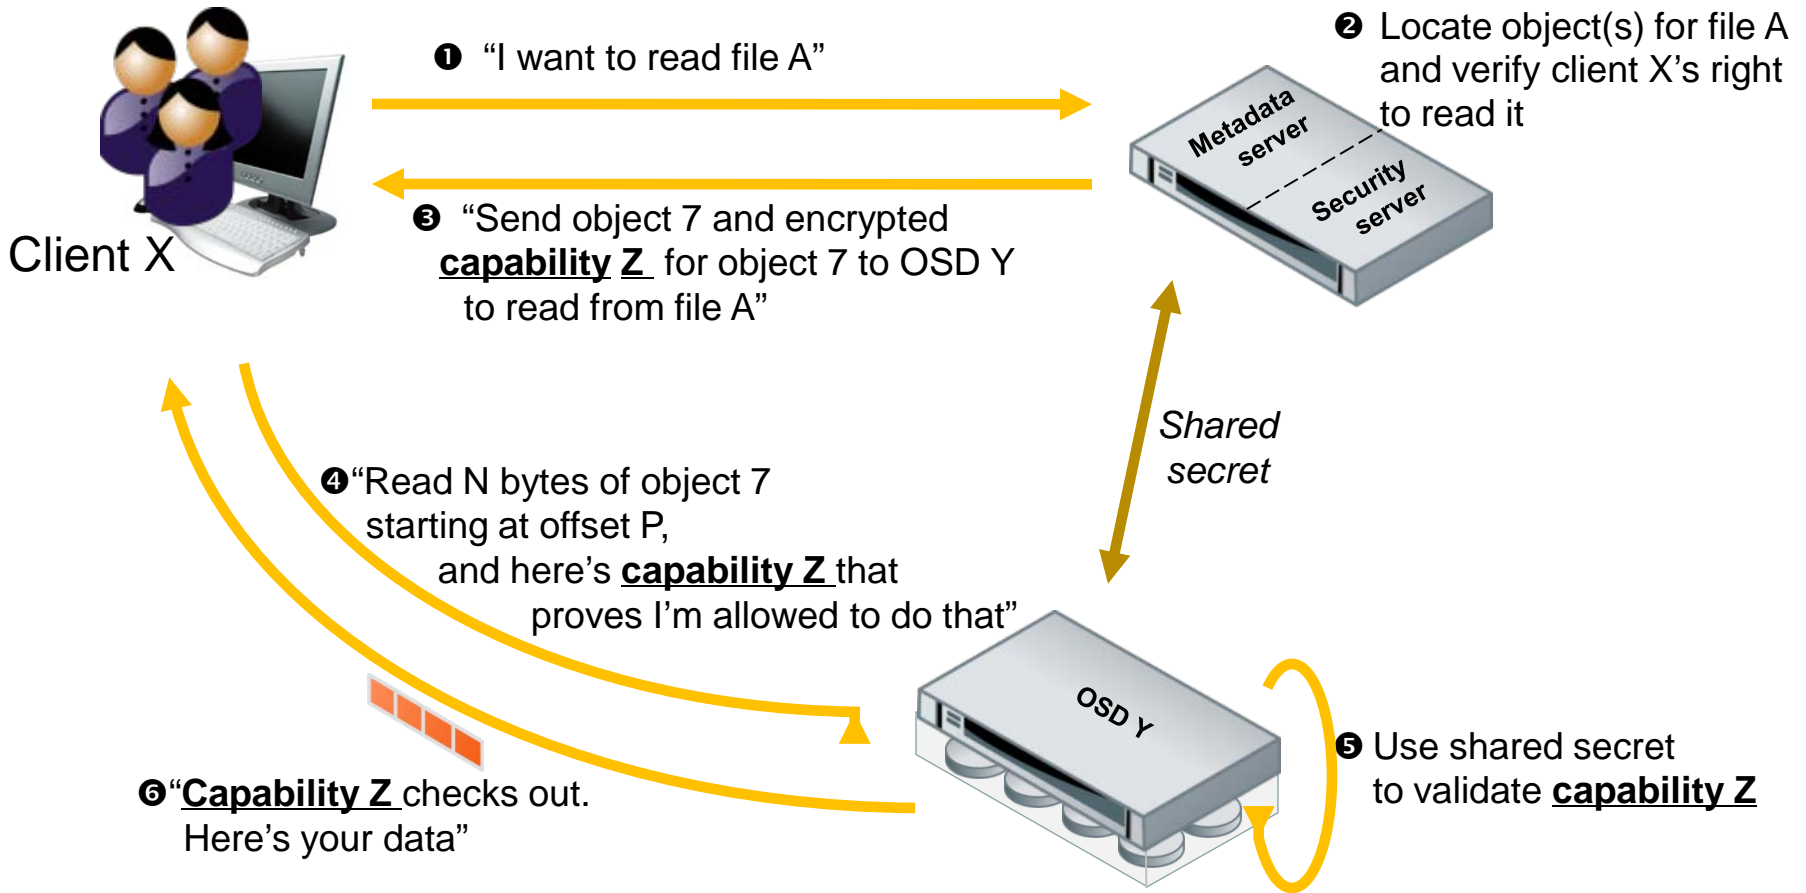 ❶ “I want to read file A”
❷ Locate object(s) for file A
and verify client X’s right
to read it
Metadata
server
Security
server
❸ “Send object 7 and encrypted
capability Z for object 7 to OSD Y
to read from file A”
Client X
Shared
secret
❹“Read N bytes of object 7
starting at offset P,
and here’s capability Z that
proves I’m allowed to do that”
OSD Y
❺ Use shared secret
to validate capability Z
❻“Capability Z checks out.
Here’s your data”